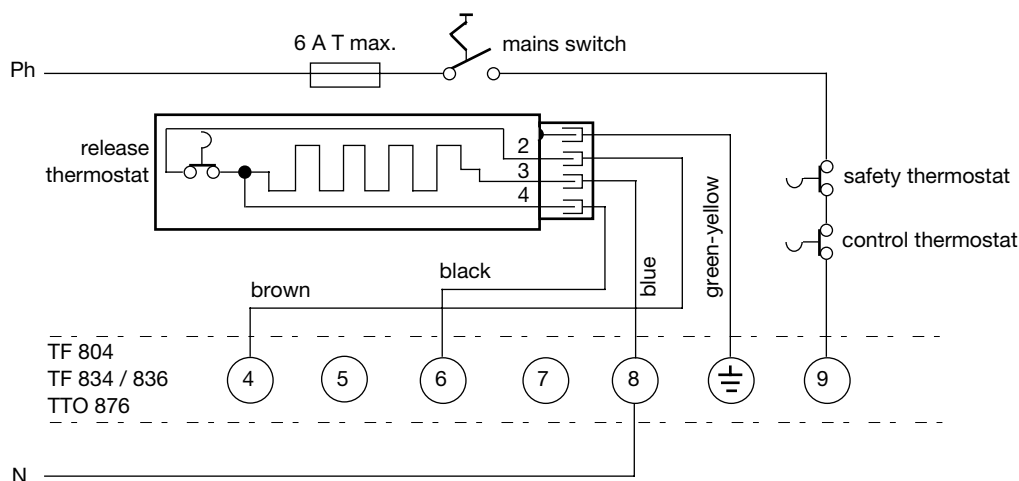 6 A T max.
mains switch
Ph
release
thermostat
2
3
4
safety thermostat
control thermostat
green-yellow
blue
black
brown
TF 804
TF 834 / 836
TTO 876
4 5 6 7 8 9
N